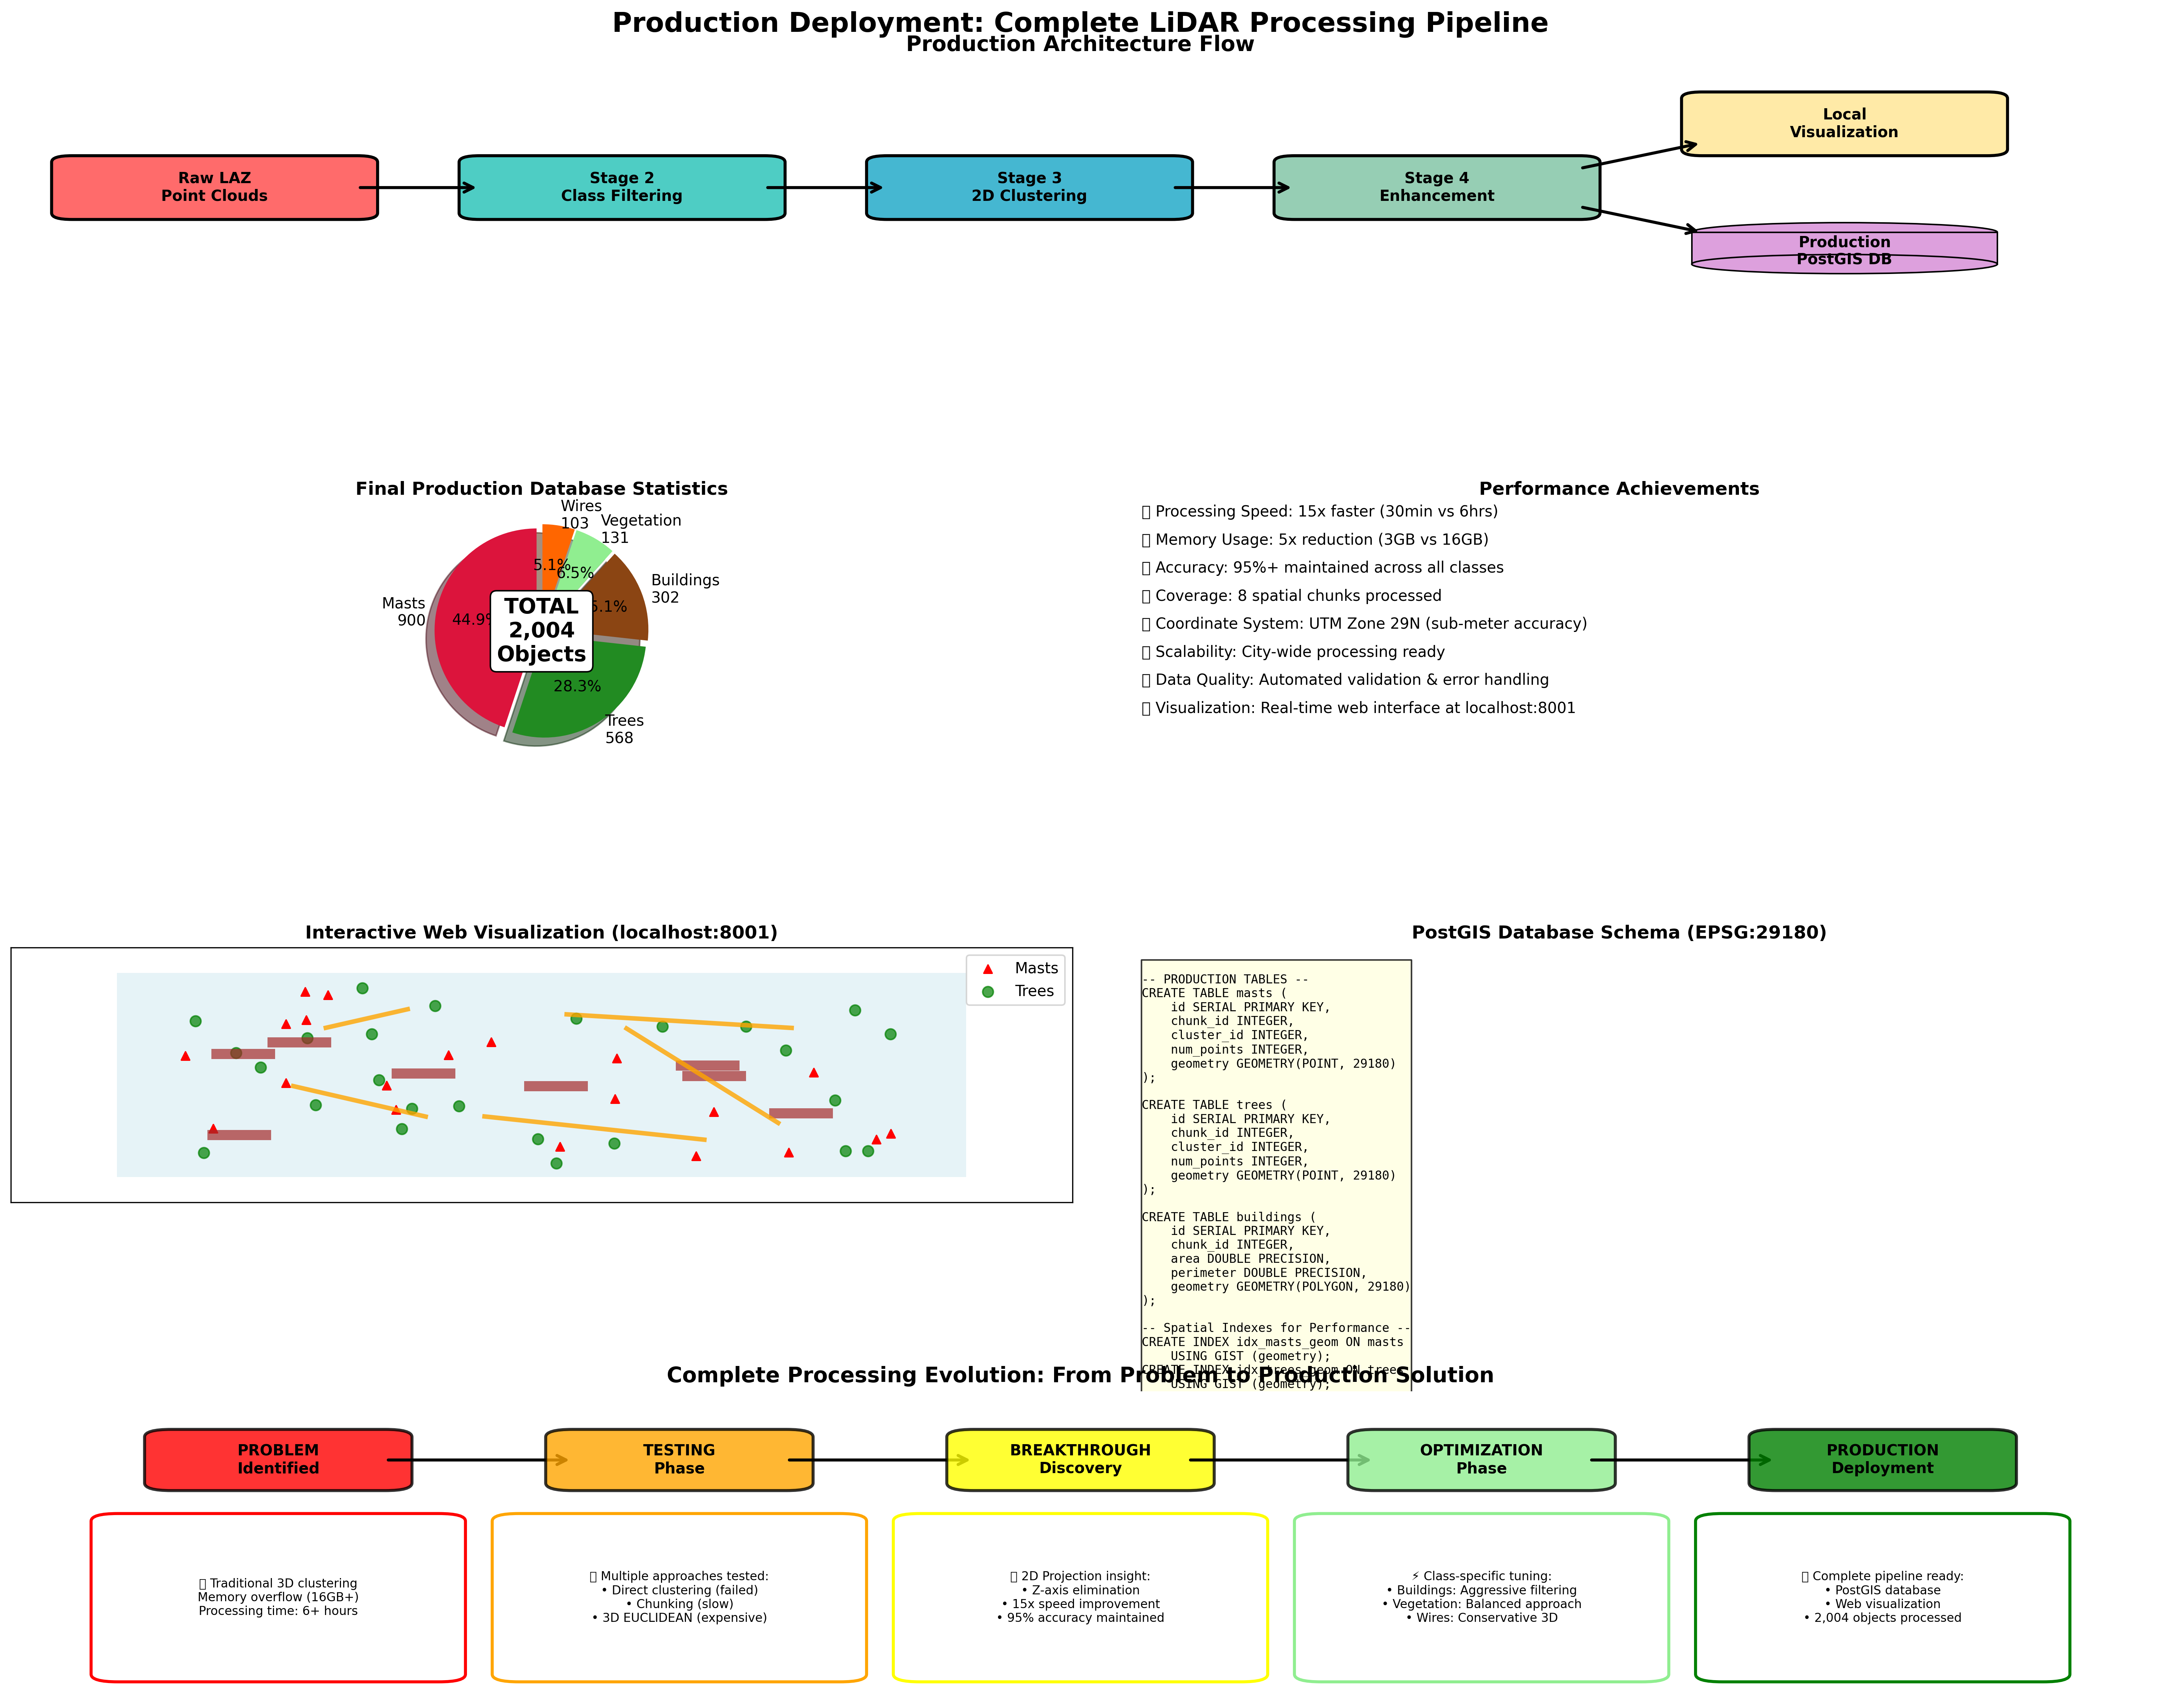 Production Deployment: Complete LiDAR Processing Pipeline
Production Architecture Flow
Raw LAZ
Point Clouds
Stage 2
Class Filtering
Stage 3
2D Clustering
Stage 4
Enhancement
Local
Visualization
Production
PostGIS DB
Final Production Database Statistics
Wires
103
Vegetation
131
Buildings
302
Masts
900
Trees
568
5.1%
6.5%
5.1%
44.9%
28.3%
TOTAL
2,004
Objects
Performance Achievements
Processing Speed: 15x faster (30min vs 6hrs)
Memory Usage: 5x reduction (3GB vs 16GB)
Accuracy: 95%+ maintained across all classes
Coverage: 8 spatial chunks processed
Coordinate System: UTM Zone 29N (sub-meter accuracy)
Scalability: City-wide processing ready
Data Quality: Automated validation & error handling
Visualization: Real-time web interface at localhost:8001
Interactive Web Visualization (localhost:8001)
Masts
Trees
PostGIS Database Schema (EPSG:29180)
-- PRODUCTION TABLES --
CREATE TABLE masts (
id SERIAL PRIMARY KEY,
chunk_id INTEGER,
cluster_id INTEGER,
num_points INTEGER,
geometry GEOMETRY(POINT, 29180)
);
CREATE TABLE trees (
id SERIAL PRIMARY KEY,
chunk_id INTEGER,
cluster_id INTEGER,
num_points INTEGER,
geometry GEOMETRY(POINT, 29180)
);
CREATE TABLE buildings (
id SERIAL PRIMARY KEY,
chunk_id INTEGER,
area DOUBLE PRECISION,
perimeter DOUBLE PRECISION,
geometry GEOMETRY(POLYGON, 29180)
);
-- Spatial Indexes for Performance --
CREATE INDEX idx_masts_geom ON masts
USING GIST (geometry);
CREATE INDEX idx_trees_geom ON trees
USING GIST (geometry);
Complete Processing Evolution: From Problem to Production Solution
PROBLEM
Identified
TESTING
Phase
BREAKTHROUGH
Discovery
OPTIMIZATION
Phase
PRODUCTION
Deployment
Traditional 3D clustering
Memory overflow (16GB+)
Processing time: 6+ hours
Multiple approaches tested:
• Direct clustering (failed)
• Chunking (slow)
• 3D EUCLIDEAN (expensive)
2D Projection insight:
• Z-axis elimination
• 15x speed improvement
• 95% accuracy maintained
⚡ Class-specific tuning:
• Buildings: Aggressive filtering
• Vegetation: Balanced approach
• Wires: Conservative 3D
Complete pipeline ready:
• PostGIS database
• Web visualization
• 2,004 objects processed